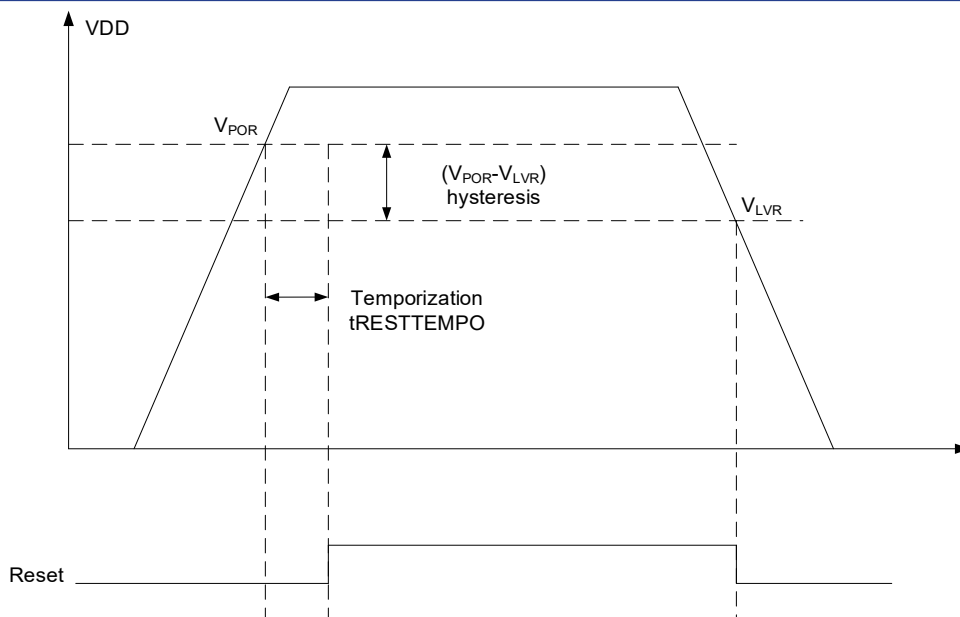 VDD
VPOR
(VPOR-VLVR)
hysteresis
VLVR
Temporization
tRESTTEMPO
Reset